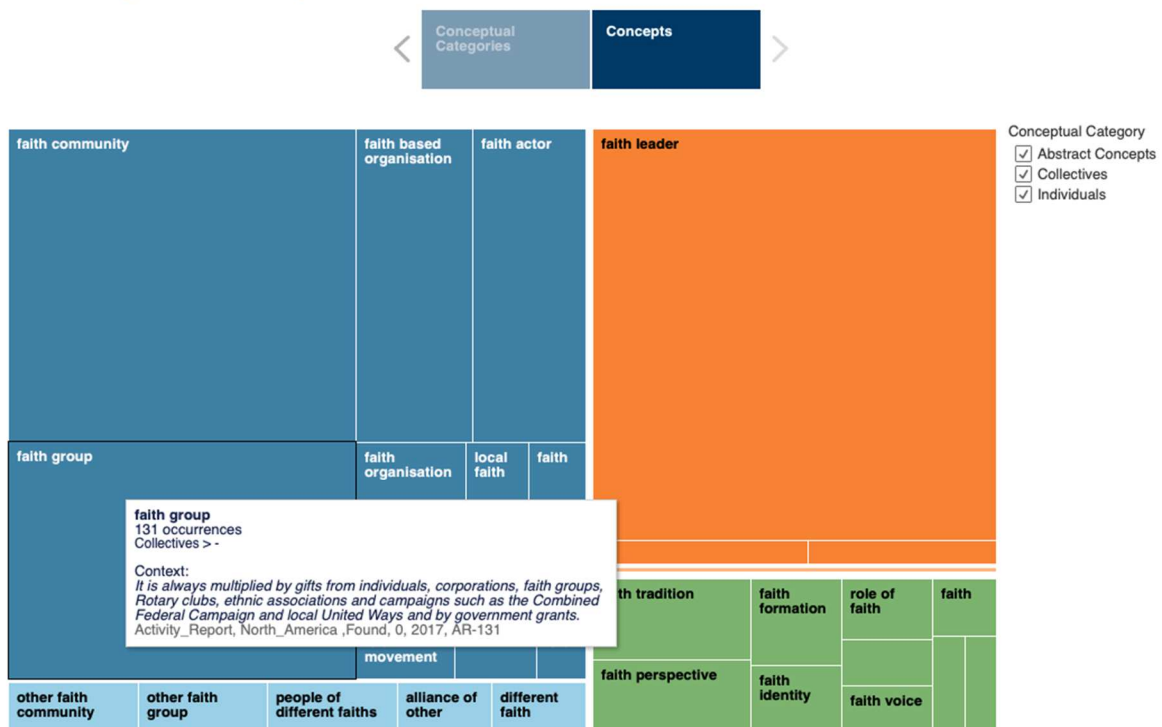 Conceptual
Categories
Concepts
faith community
faith based
organisation
faith actor
faith leader
Conceptual Category
Abstract Concepts
Collectives
Individuals
faith group
faith
organisation
local
faith
faith
faith group
131 occurrences
Collectives > -
Context:
It is always multiplied by gifts from individuals, corporations, faith groups,
Rotary clubs, ethnic associations and campaigns such as the Combined
Federal Campaign and local United Ways and by government grants.
Activity_Report, North_America ,Found, 0, 2017, AR-131
movement
th tradition
faith
formation
role of
faith
faith
faith perspective
faith
identity
faith voice
other faith
community
other faith
group
people of
different faiths
alliance of
other
different
faith